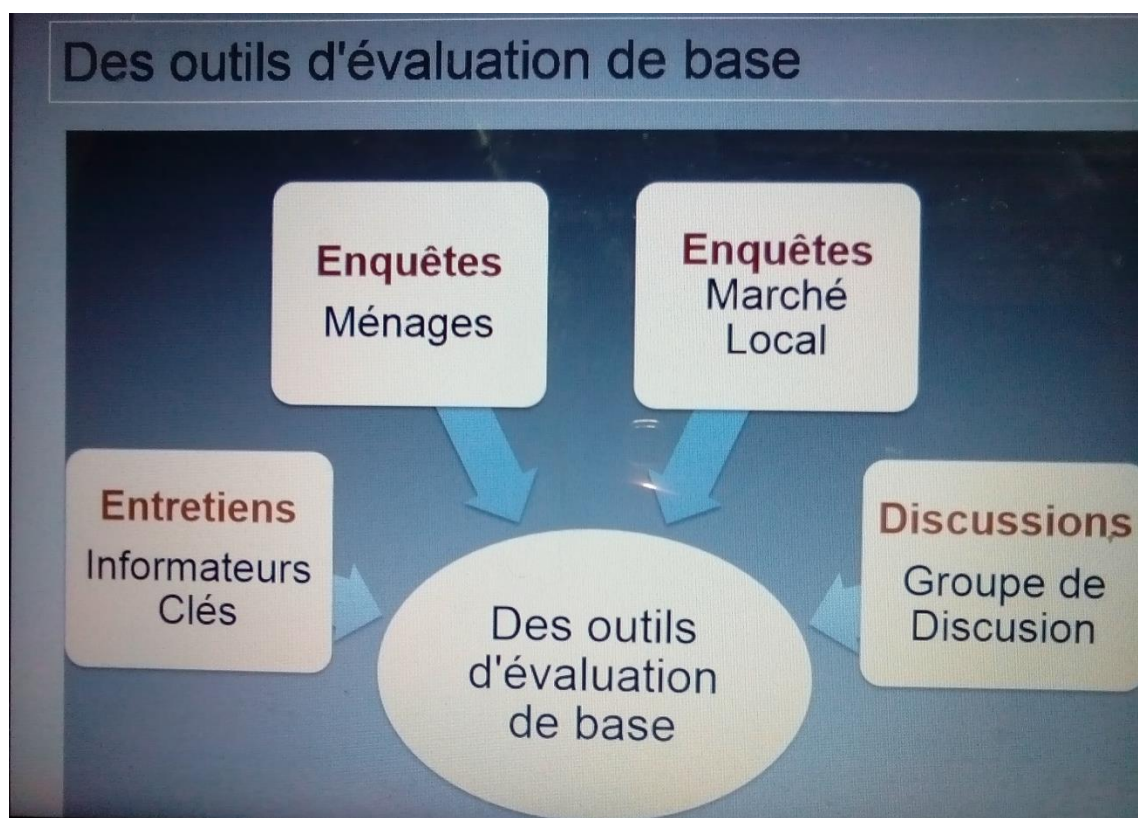 Des outils d'évaluation de base
Enquêtes
Ménages
Enquêtes
Marché
Local
Entretiens
Informateurs
Clés
Discussions
Groupe de
Discusion
Des outils
d'évaluation
de base